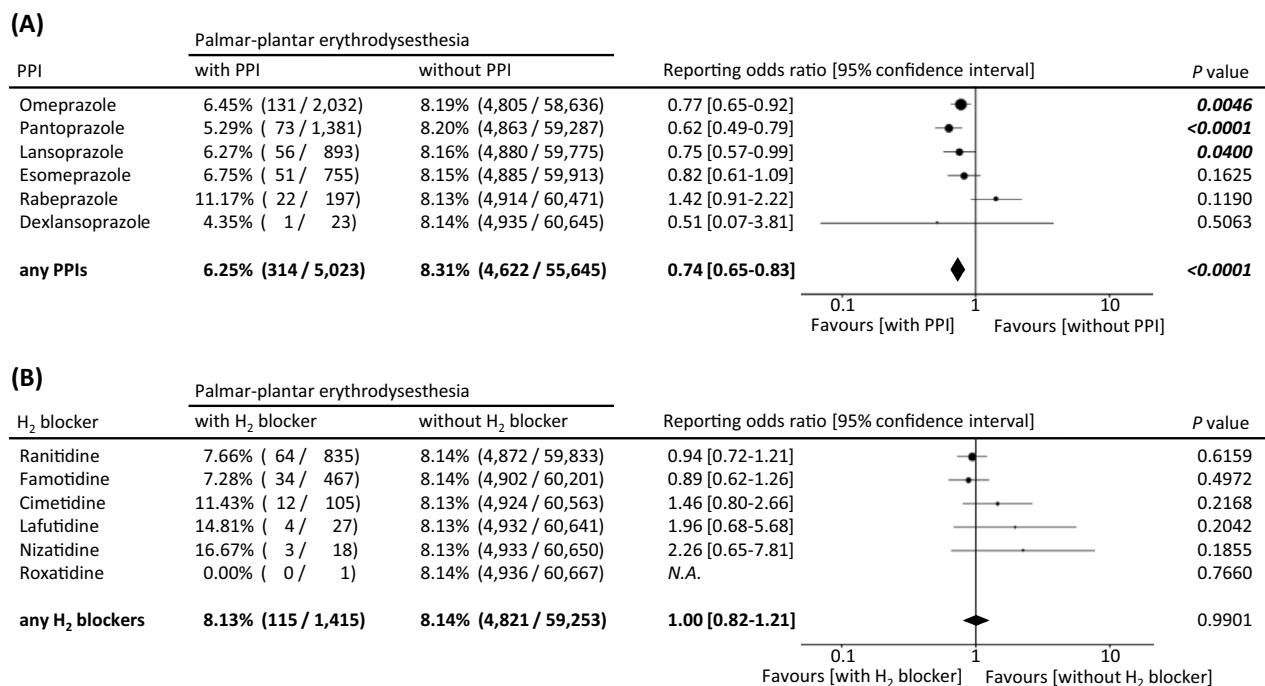 (A)
Palmar-plantar erythrodysesthesia
PPI with PPI without PPI Reporting odds ratio [95% confidence interval] P value
Omeprazole 6.45% (131 / 2,032) 8.19% (4,805 / 58,636) 0.77 [0.65-0.92] 0.0046
Pantoprazole 5.29% ( 73 / 1,381) 8.20% (4,863 / 59,287) 0.62 [0.49-0.79] <0.0001
Lansoprazole 6.27% ( 56 / 893) 8.16% (4,880 / 59,775) 0.75 [0.57-0.99] 0.0400
Esomeprazole 6.75% ( 51 / 755) 8.15% (4,885 / 59,913) 0.82 [0.61-1.09] 0.1625
Rabeprazole 11.17% ( 22 / 197) 8.13% (4,914 / 60,471) 1.42 [0.91-2.22] 0.1190
Dexlansoprazole 4.35% ( 1 / 23) 8.14% (4,935 / 60,645) 0.51 [0.07-3.81] 0.5063
any PPIs 6.25% (314 / 5,023) 8.31% (4,622 / 55,645) 0.74 [0.65-0.83] <0.0001
0.1 1 10
Favours [with PPI] Favours [without PPI]
(B)
Palmar-plantar erythrodysesthesia
H₂ blocker with H₂ blocker without H₂ blocker Reporting odds ratio [95% confidence interval] P value
Ranitidine 7.66% ( 64 / 835) 8.14% (4,872 / 59,833) 0.94 [0.72-1.21] 0.6159
Famotidine 7.28% ( 34 / 467) 8.14% (4,902 / 60,201) 0.89 [0.62-1.26] 0.4972
Cimetidine 11.43% ( 12 / 105) 8.13% (4,924 / 60,563) 1.46 [0.80-2.66] 0.2168
Lafutidine 14.81% ( 4 / 27) 8.13% (4,932 / 60,641) 1.96 [0.68-5.68] 0.2042
Nizatidine 16.67% ( 3 / 18) 8.13% (4,933 / 60,650) 2.26 [0.65-7.81] 0.1855
Roxatidine 0.00% ( 0 / 1) 8.14% (4,936 / 60,667) N.A. 0.7660
any H₂ blockers 8.13% (115 / 1,415) 8.14% (4,821 / 59,253) 1.00 [0.82-1.21] 0.9901
0.1 1 10
Favours [with H₂ blocker] Favours [without H₂ blocker]